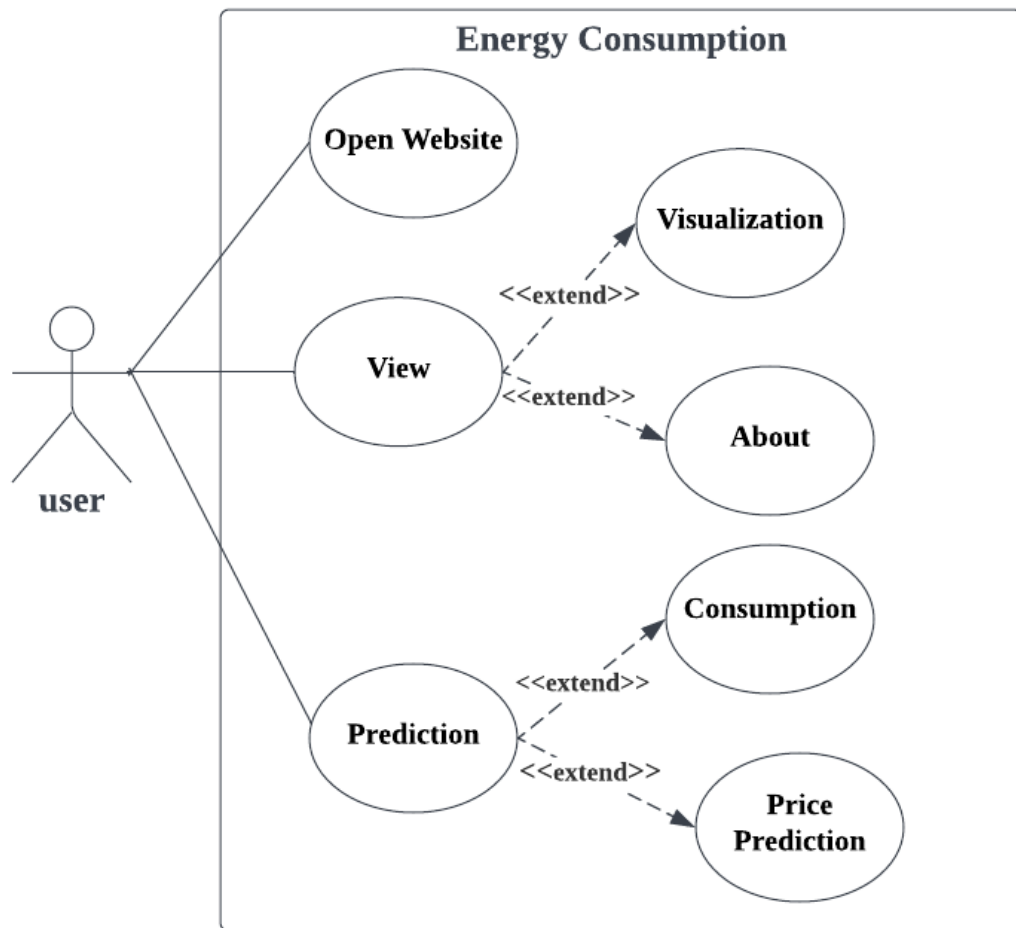 Energy Consumption
Open Website
Visualization
<<extend>>
View
<<extend>>
About
user
Consumption
<<extend>>
Prediction
<<extend>>
Price
Prediction